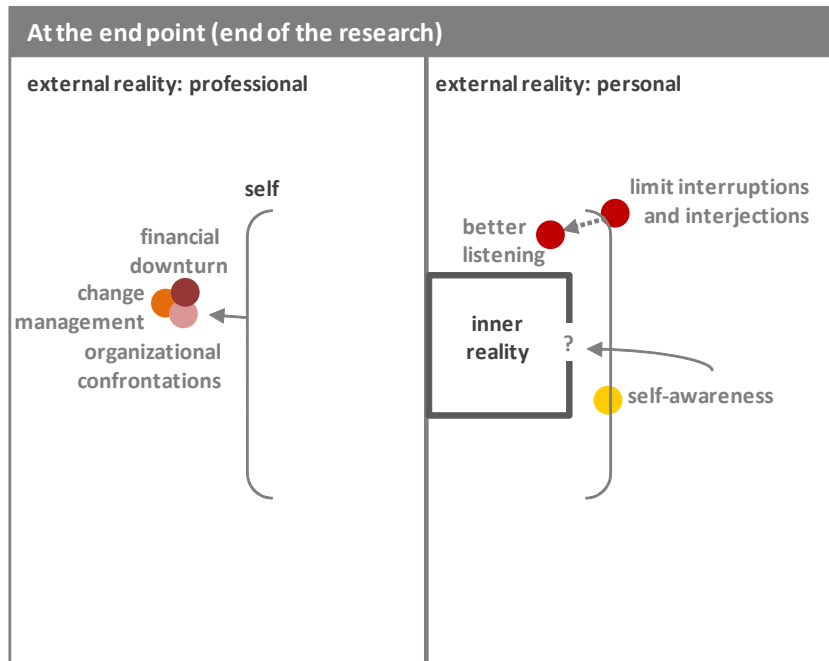 At the end point (end of the research)
external reality: professional
external reality: personal
self
financial
downturn
change
management
organizational
confrontations
limit interruptions
and interjections
better
listening
inner
reality
?
self-awareness